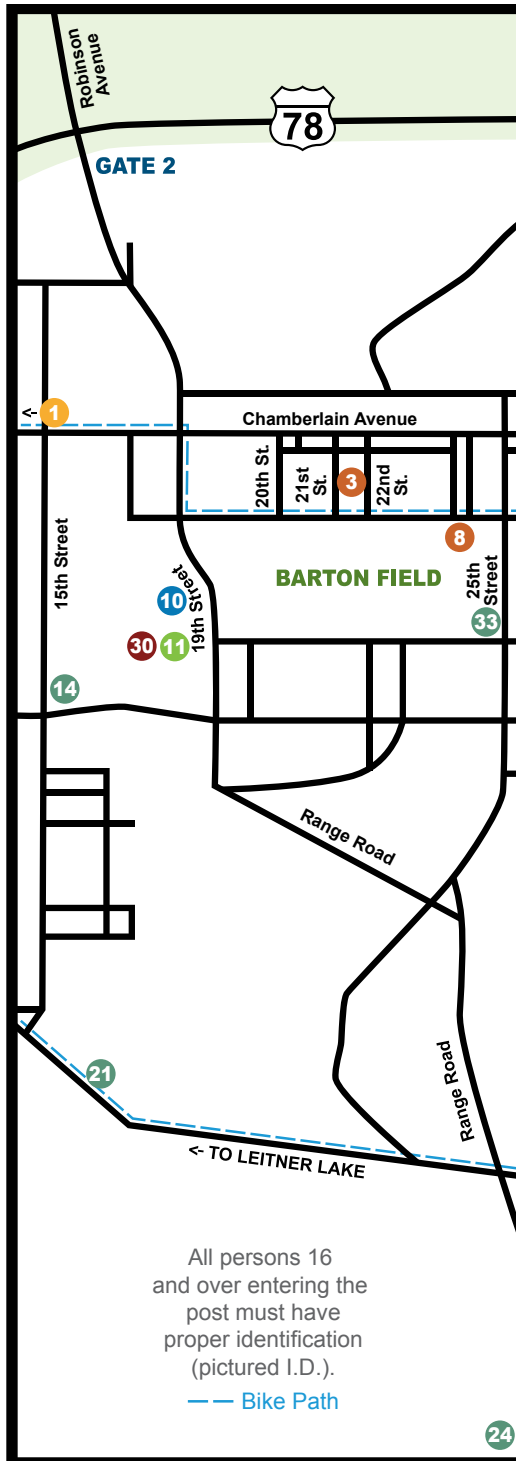 Robinson
Avenue
78
GATE 2
<- 1
Chamberlain Avenue
20th St.
21st
St.
3
22nd
St.
8
15th Street
BARTON FIELD
25th
Street
19th Street
10
33
30
11
14
Range Road
21
Range Road
<- TO LEITNER LAKE
All persons 16
and over entering the
post must have
proper identification
(pictured I.D.).
Bike Path
24